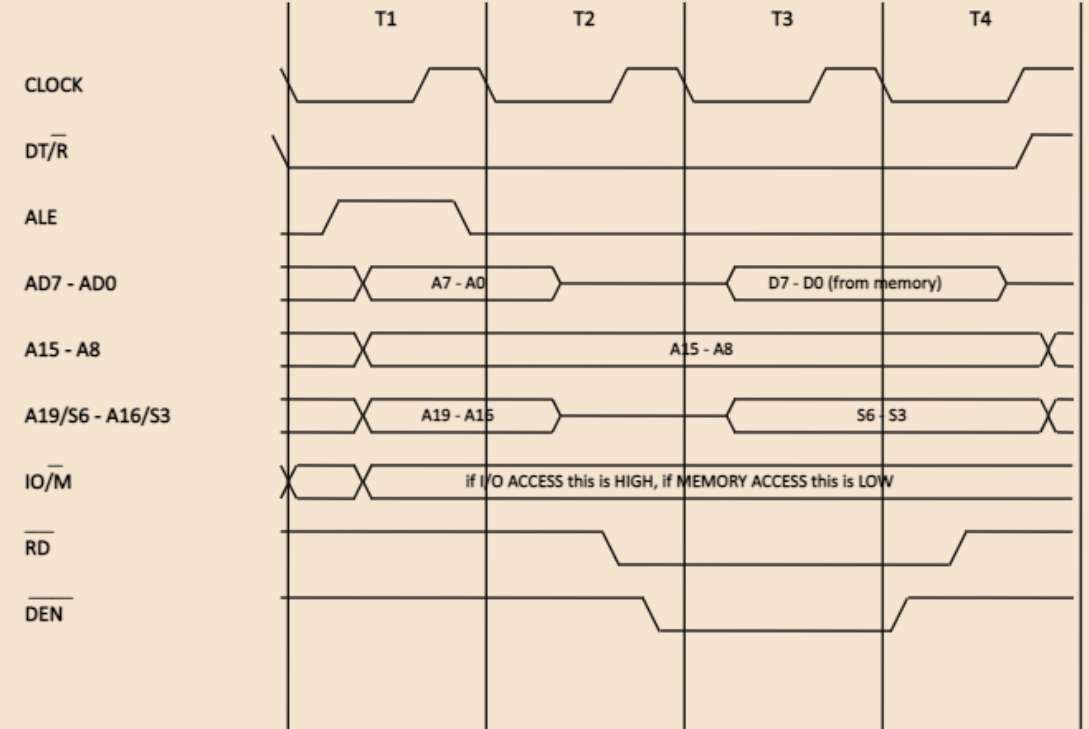 T1 T2 T3 T4
CLOCK
DT/R̅
ALE
AD7 - AD0 A7 - A0 D7 - D0 (from memory)
A15 - A8 A15 - A8
A19/S6 - A16/S3 A19 - A16 S6 - S3
IO/M̅ if I/O ACCESS this is HIGH, if MEMORY ACCESS this is LOW
R̅D̅
D̅E̅N̅